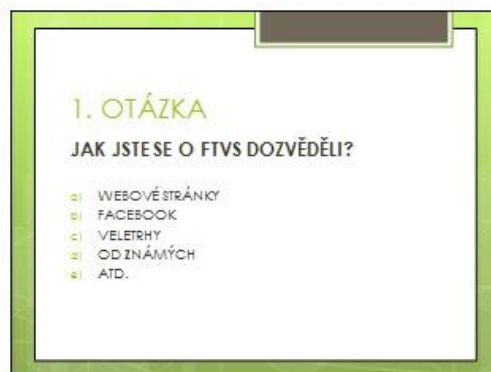 1. OTÁZKA
JAK JSTE SE O FTVS DOZVĚDĚLI?
a) WEBOVÉ STRÁNKY
b) FACEBOOK
c) VELETRHY
d) OD ZNÁMÝCH
e) ATD.